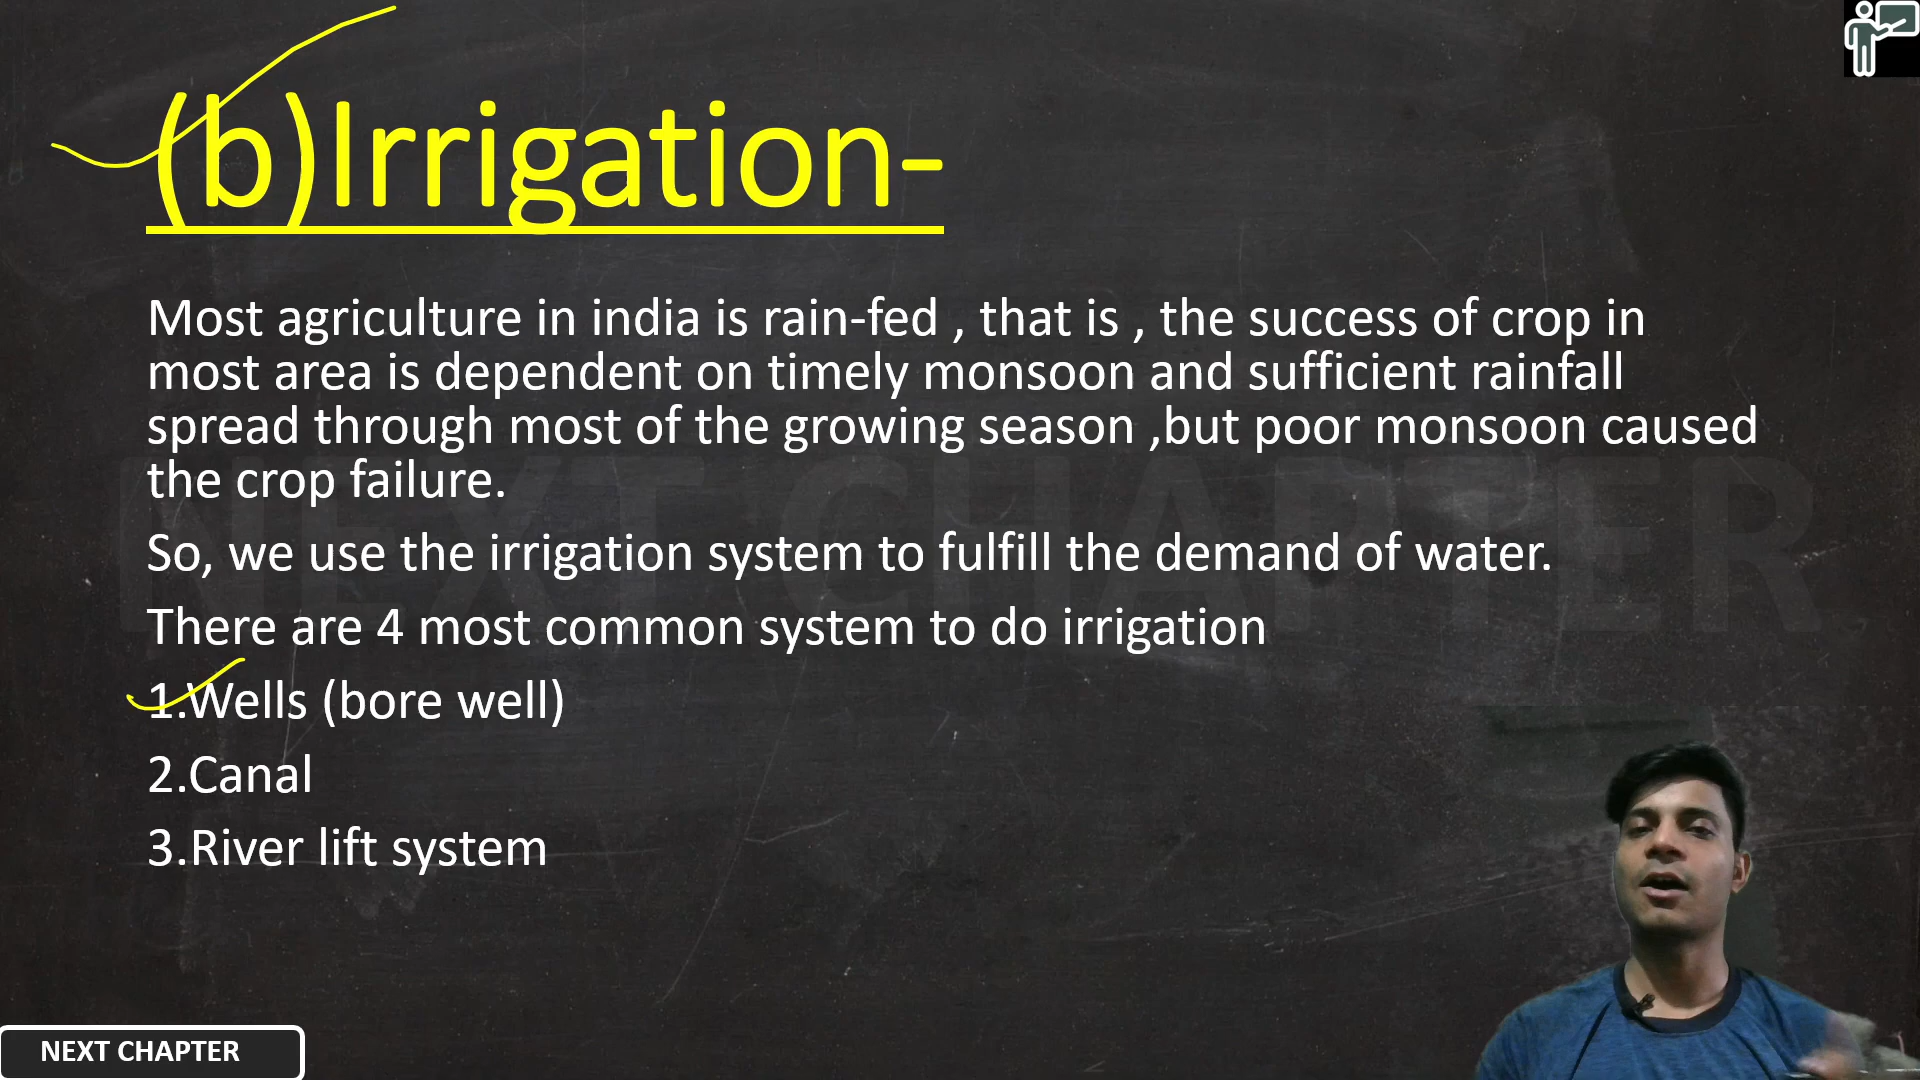 (b)Irrigation-
Most agriculture in india is rain-fed , that is , the success of crop in
most area is dependent on timely monsoon and sufficient rainfall
spread through most of the growing season ,but poor monsoon caused
the crop failure.
So, we use the irrigation system to fulfill the demand of water.
There are 4 most common system to do irrigation
1.Wells (bore well)
2.Canal
3.River lift system
NEXT CHAPTER
NEXT CHAPTER